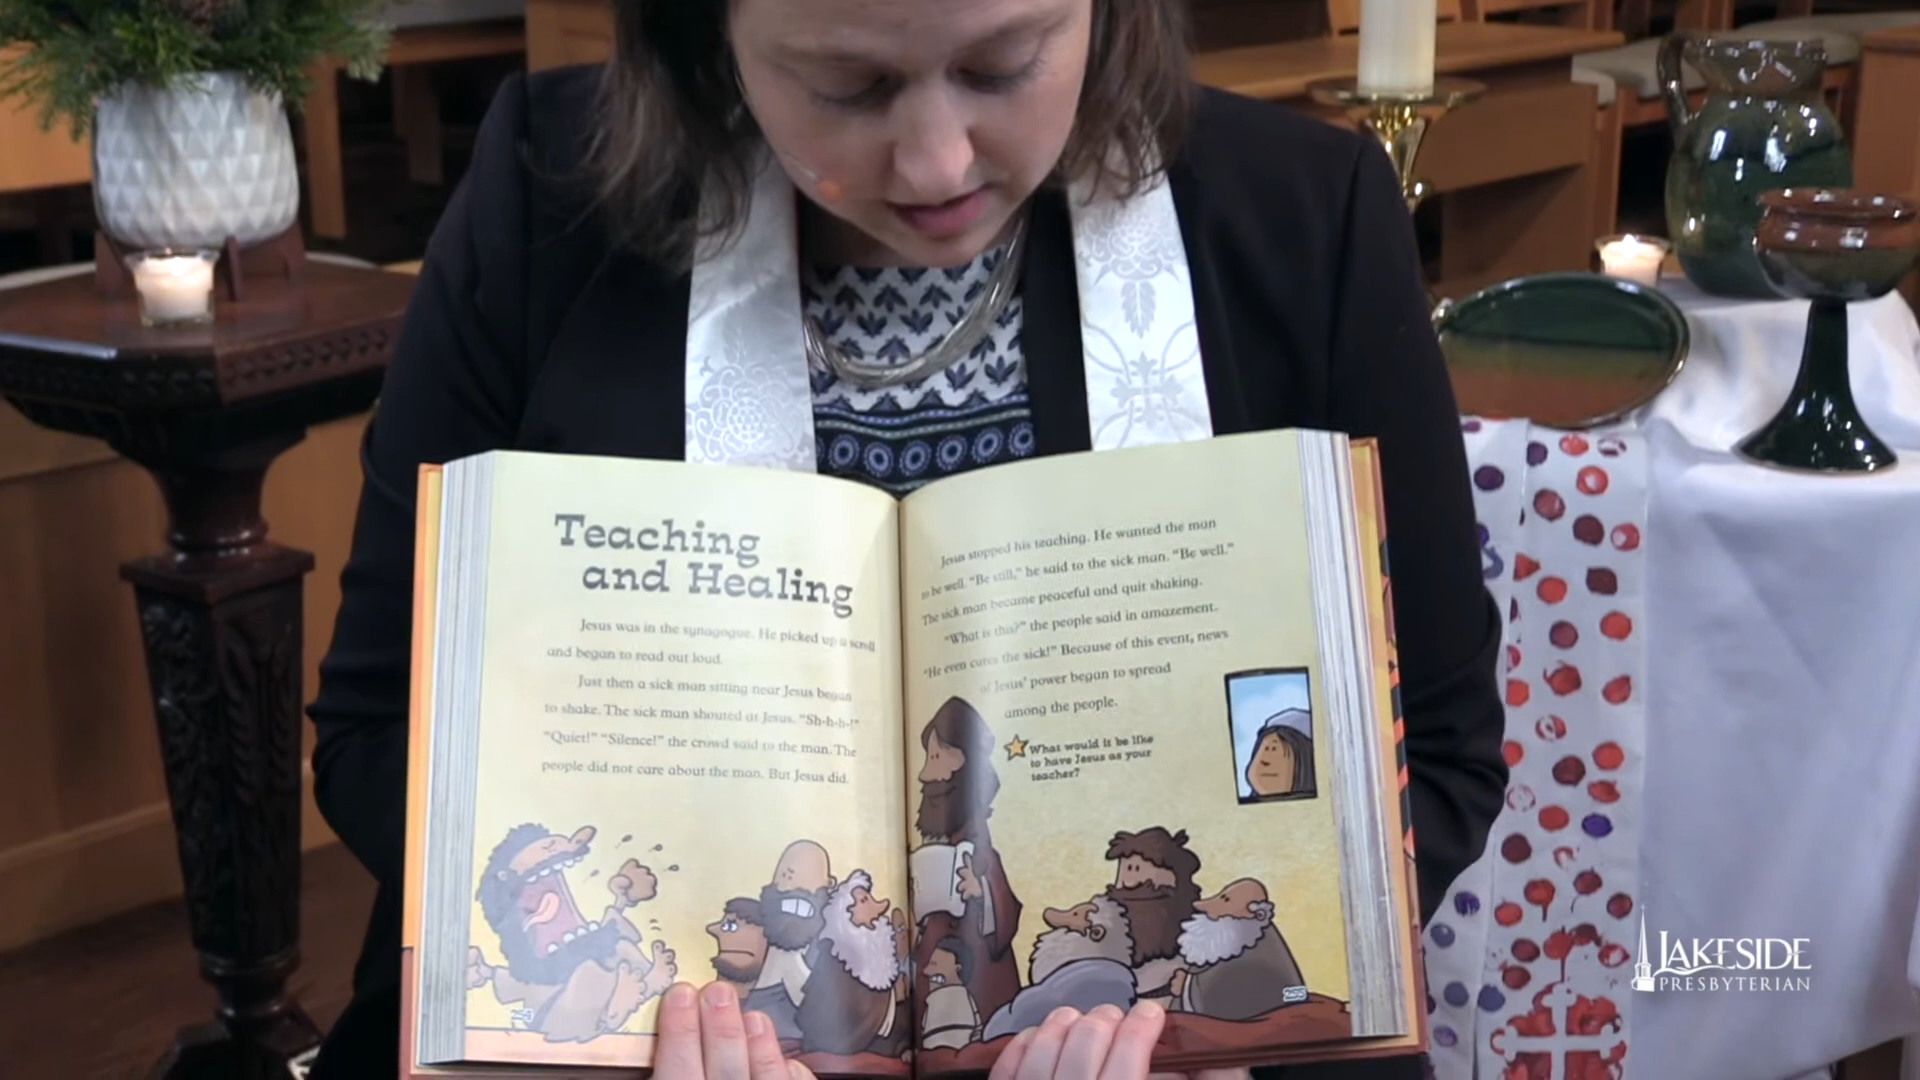 Teaching
and Healing
Jesus was in the synagogue. He picked up a scroll
and began to read out loud.
Just then a sick man sitting near Jesus began
to shake. The sick man shouted at Jesus. "Sh-h-h-!"
"Quiet!" "Silence!" the crowd said to the man. The
people did not care about the man. But Jesus did.
254
Jesus stopped his teaching. He wanted the man
to be well. "Be still," he said to the sick man. "Be well."
The sick man became peaceful and quit shaking.
"What is this?" the people said in amazement.
"He even cures the sick!" Because of this event, news
of Jesus' power began to spread
among the people.
What would it be like
to have Jesus as your
teacher?
255
LAKESIDE
PRESBYTERIAN